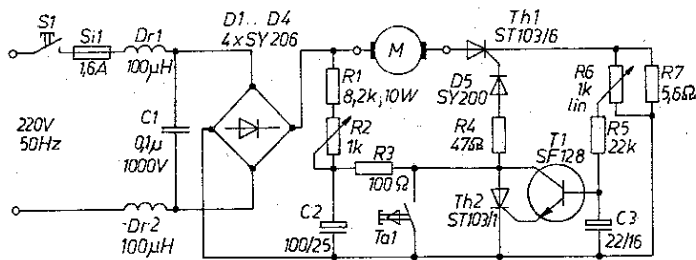 S1
Si1
1,6A
Dr1
100µH
D1.. D4
4xSY206
M
Th1
ST103/6
R1
8,2k, 10W
D5
SY200
R6
1k
lin
R7
5,6Ω
220V
50Hz
C1
0,1µ
1000V
R2
1k
R4
47Ω
T1
SF128
R5
22k
R3
100Ω
Dr2
100µH
C2
100/25
Ta1
Th2
ST103/1
C3
22/16